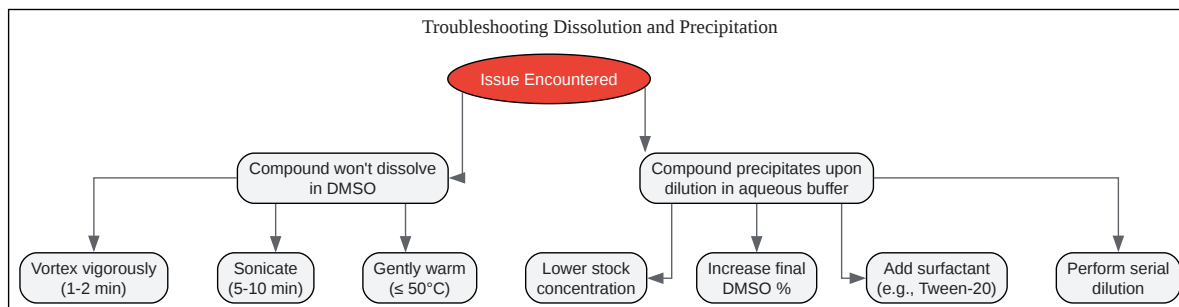 Troubleshooting Dissolution and Precipitation
Issue Encountered
Compound won't dissolve
in DMSO
Compound precipitates upon
dilution in aqueous buffer
Vortex vigorously
(1-2 min)
Sonicate
(5-10 min)
Gently warm
(≤ 50°C)
Lower stock
concentration
Increase final
DMSO %
Add surfactant
(e.g., Tween-20)
Perform serial
dilution